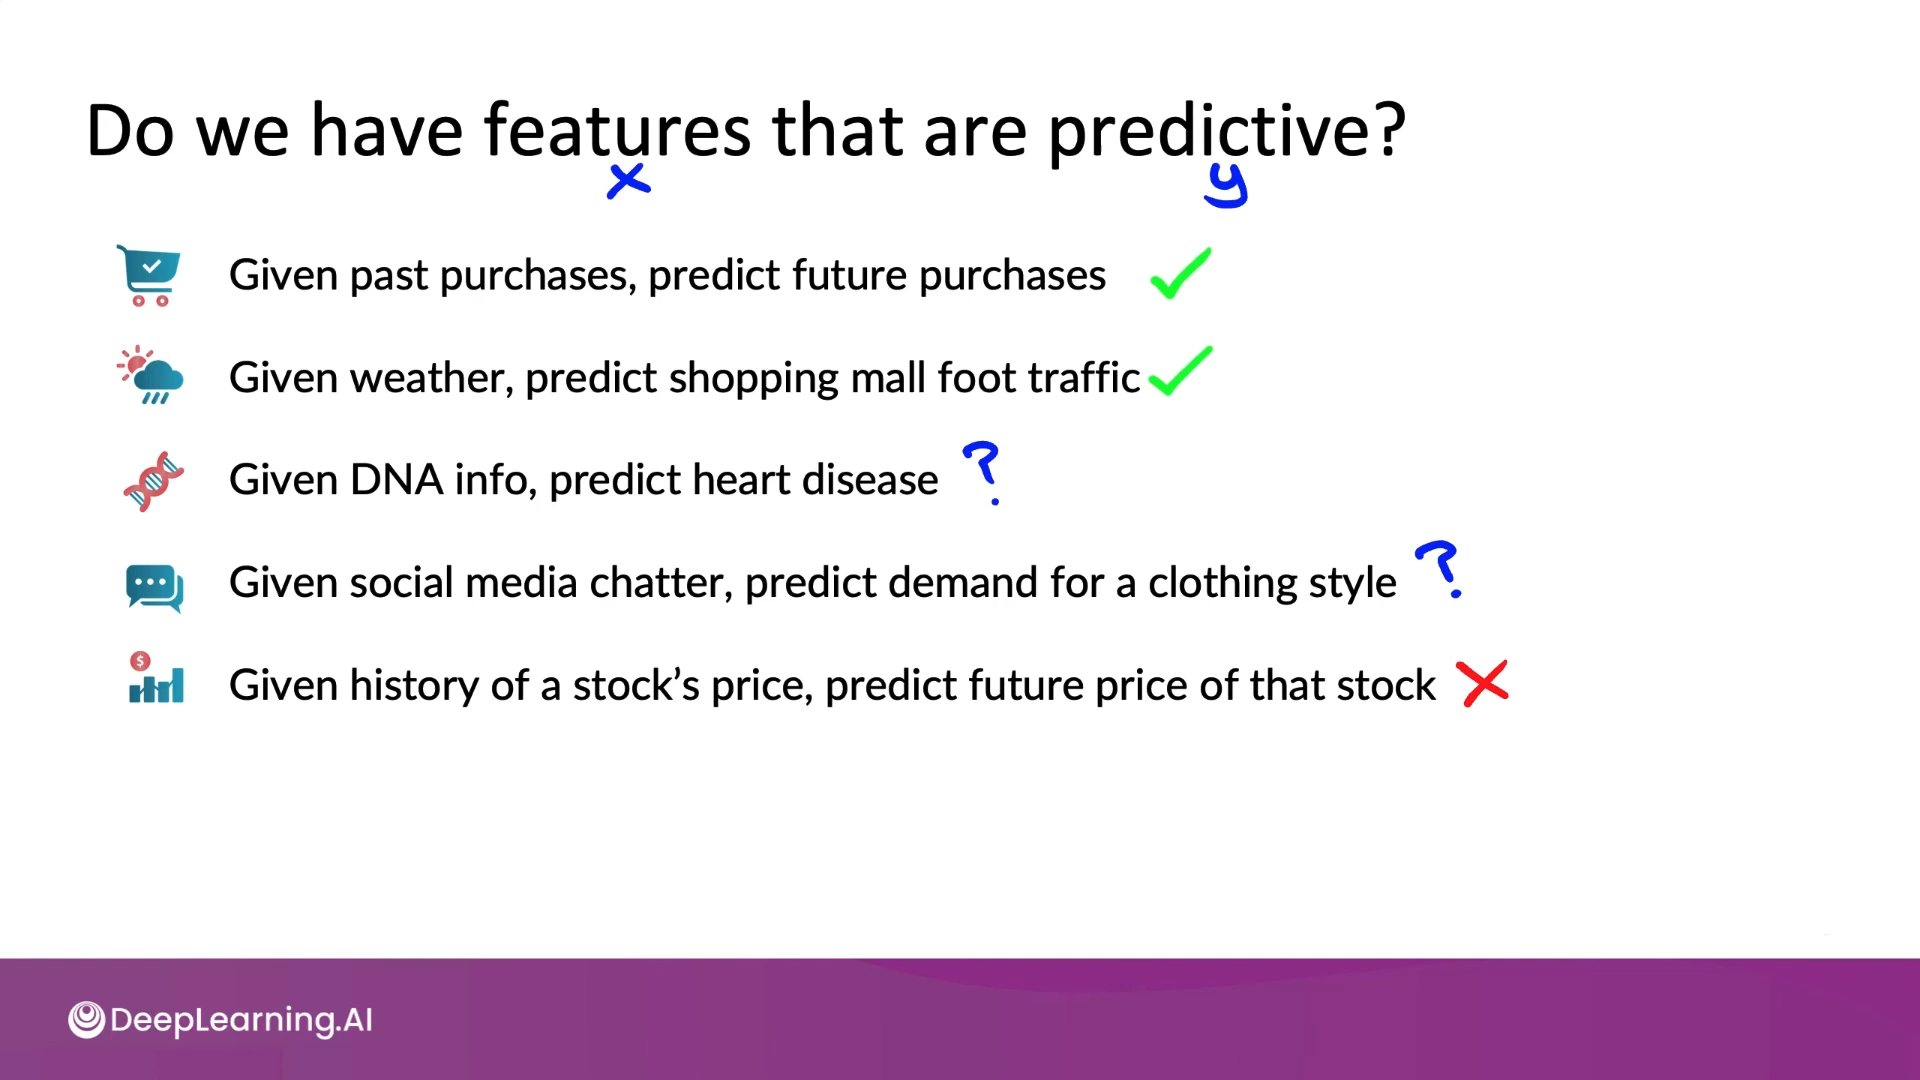 Do we have features that are predictive?
x y
Given past purchases, predict future purchases
Given weather, predict shopping mall foot traffic
Given DNA info, predict heart disease ?
Given social media chatter, predict demand for a clothing style ?
$
Given history of a stock’s price, predict future price of that stock
DeepLearning.AI